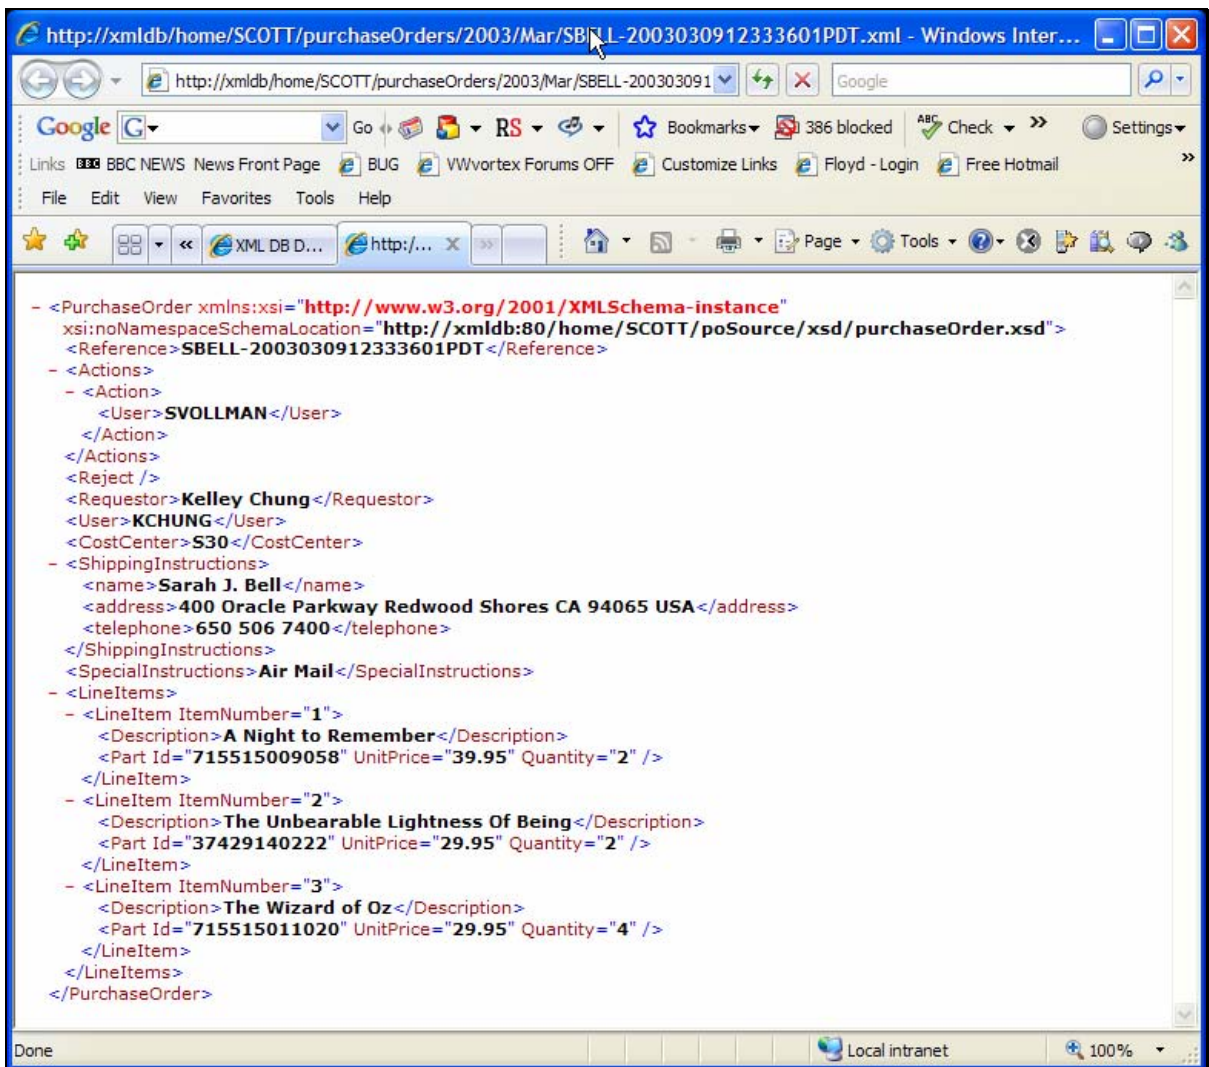 http://xmldb/home/SCOTT/purchaseOrders/2003/Mar/SBELL-2003030912333601PDT.xml - Windows Inter...
http://xmldb/home/SCOTT/purchaseOrders/2003/Mar/SBELL-200303091 Google
Google G Go RS Bookmarks 386 blocked ABC Check » Settings
Links BBC BBC NEWS News Front Page BUG VWvortex Forums OFF Customize Links Floyd - Login Free Hotmail »
File Edit View Favorites Tools Help
« XML DB D... http:/... X » Page Tools
- <PurchaseOrder xmlns:xsi="http://www.w3.org/2001/XMLSchema-instance"
xsi:noNamespaceSchemaLocation="http://xmldb:80/home/SCOTT/poSource/xsd/purchaseOrder.xsd">
<Reference>SBELL-2003030912333601PDT</Reference>
- <Actions>
- <Action>
<User>SVOLLMAN</User>
</Action>
</Actions>
<Reject />
<Requestor>Kelley Chung</Requestor>
<User>KCHUNG</User>
<CostCenter>S30</CostCenter>
- <ShippingInstructions>
<name>Sarah J. Bell</name>
<address>400 Oracle Parkway Redwood Shores CA 94065 USA</address>
<telephone>650 506 7400</telephone>
</ShippingInstructions>
<SpecialInstructions>Air Mail</SpecialInstructions>
- <LineItems>
- <LineItem ItemNumber="1">
<Description>A Night to Remember</Description>
<Part Id="715515009058" UnitPrice="39.95" Quantity="2" />
</LineItem>
- <LineItem ItemNumber="2">
<Description>The Unbearable Lightness Of Being</Description>
<Part Id="37429140222" UnitPrice="29.95" Quantity="2" />
</LineItem>
- <LineItem ItemNumber="3">
<Description>The Wizard of Oz</Description>
<Part Id="715515011020" UnitPrice="29.95" Quantity="4" />
</LineItem>
</LineItems>
</PurchaseOrder>
Done Local intranet 100%